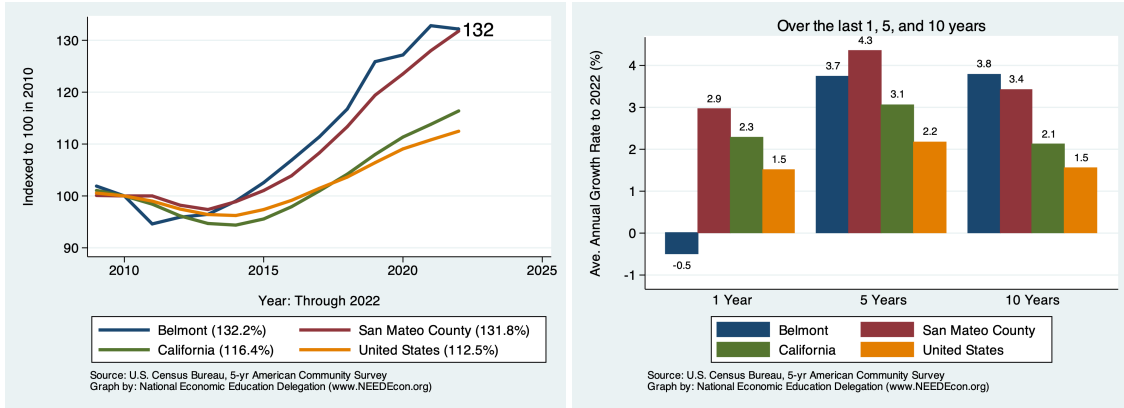 132
130
120
110
100
90
Indexed to 100 in 2010
2010
2015
2020
2025
Year: Through 2022
Belmont (132.2%)
San Mateo County (131.8%)
California (116.4%)
United States (112.5%)
Source: U.S. Census Bureau, 5-yr American Community Survey
Graph by: National Economic Education Delegation (www.NEEDEcon.org)
Over the last 1, 5, and 10 years
Ave. Annual Growth Rate to 2022 (%)
4
3
2
1
0
-1
-0.5
2.9
2.3
1.5
3.7
4.3
3.1
2.2
3.8
3.4
2.1
1.5
1 Year
5 Years
10 Years
Belmont
San Mateo County
California
United States
Source: U.S. Census Bureau, 5-yr American Community Survey
Graph by: National Economic Education Delegation (www.NEEDEcon.org)